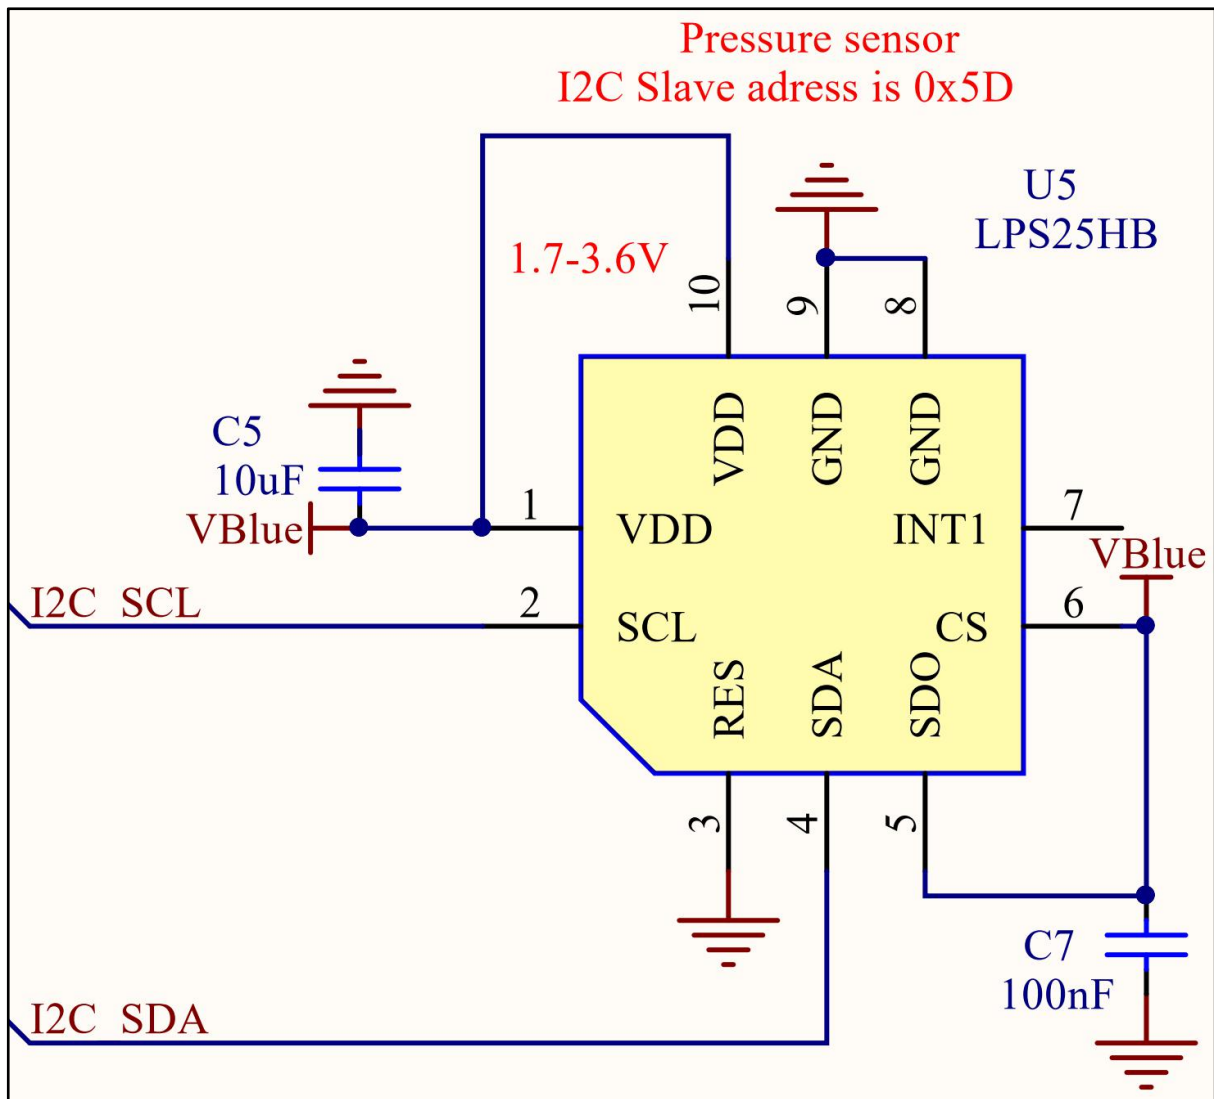 Pressure sensor
I2C Slave adress is 0x5D
U5
LPS25HB
1.7-3.6V
10
9
8
C5
10uF
VDD
GND
GND
VBlue
1
VDD
INT1
7
VBlue
I2C SCL
2
SCL
CS
6
RES
SDA
SDO
3
4
5
C7
100nF
I2C SDA